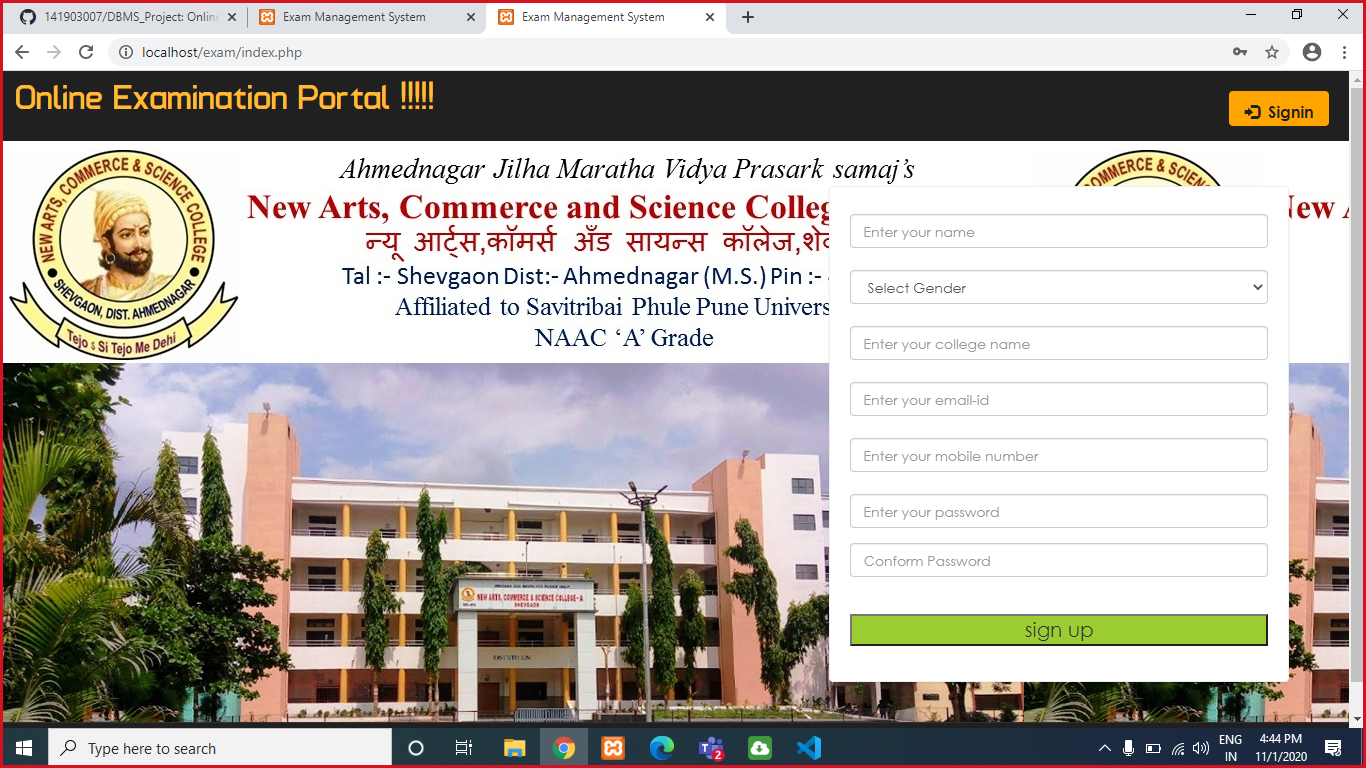 141903007/DBMS_Project: Online
Exam Management System
Exam Management System
localhost/exam/index.php
Online Examination Portal !!!!!
Signin
NEW ARTS, COMMERCE & SCIENCE COLLEGE
SHEVGAON, DIST. AHMEDNAGAR
Tejo s Si Tejo Me Dehi
Ahmednagar Jilha Maratha Vidya Prasark samaj’s
New Arts, Commerce and Science Colleg
न्यू आर्ट्स,कॉमर्स अँड सायन्स कॉलेज,शे
Tal :- Shevgaon Dist:- Ahmednagar (M.S.) Pin :-
Affiliated to Savitribai Phule Pune Univers
NAAC ‘A’ Grade
COMMERCE & SCIENCE
New A
Enter your name
Select Gender
Enter your college name
Enter your email-id
Enter your mobile number
Enter your password
Conform Password
sign up
NEW ARTS, COMMERCE & SCIENCE COLLEGE-A
SHEVGAON
Type here to search
2
ENG
IN
4:44 PM
11/1/2020